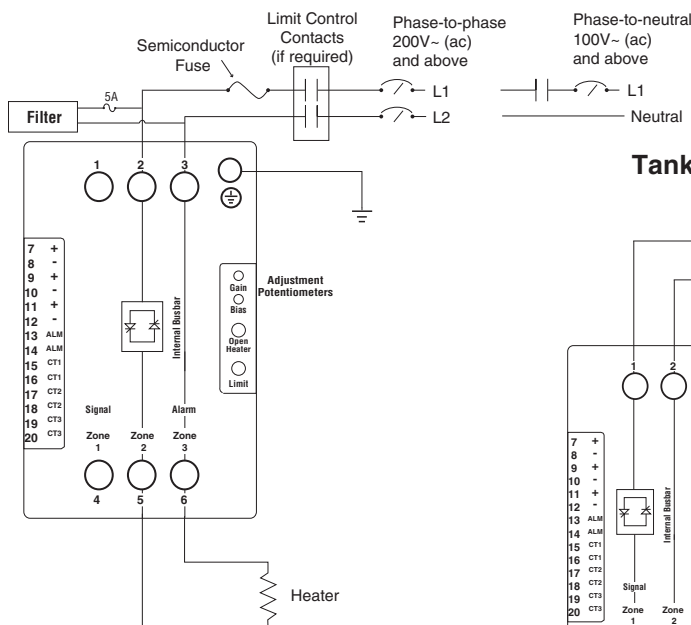 Limit Control
Contacts
(if required)
Semiconductor
Fuse
Phase-to-phase
200V~ (ac)
and above
Phase-to-neutral
100V~ (ac)
and above
5A
L1
L2
L1
Neutral
Filter
Tank
1
2
3
7 +
8 -
9 +
10 -
11 +
12 -
13 ALM
14 ALM
15 CT1
16 CT1
17 CT2
18 CT2
19 CT3
20 CT3
Internal Busbar
Gain
Bias
Open
Heater
Limit
Adjustment
Potentiometers
Signal
Alarm
Zone
1
Zone
2
Zone
3
4
5
6
Heater
1
2
7 +
8 -
9 +
10 -
11 +
12 -
13 ALM
14 ALM
15 CT1
16 CT1
17 CT2
18 CT2
19 CT3
20 CT3
Internal Busbar
Signal
Zone
1
Zone
2